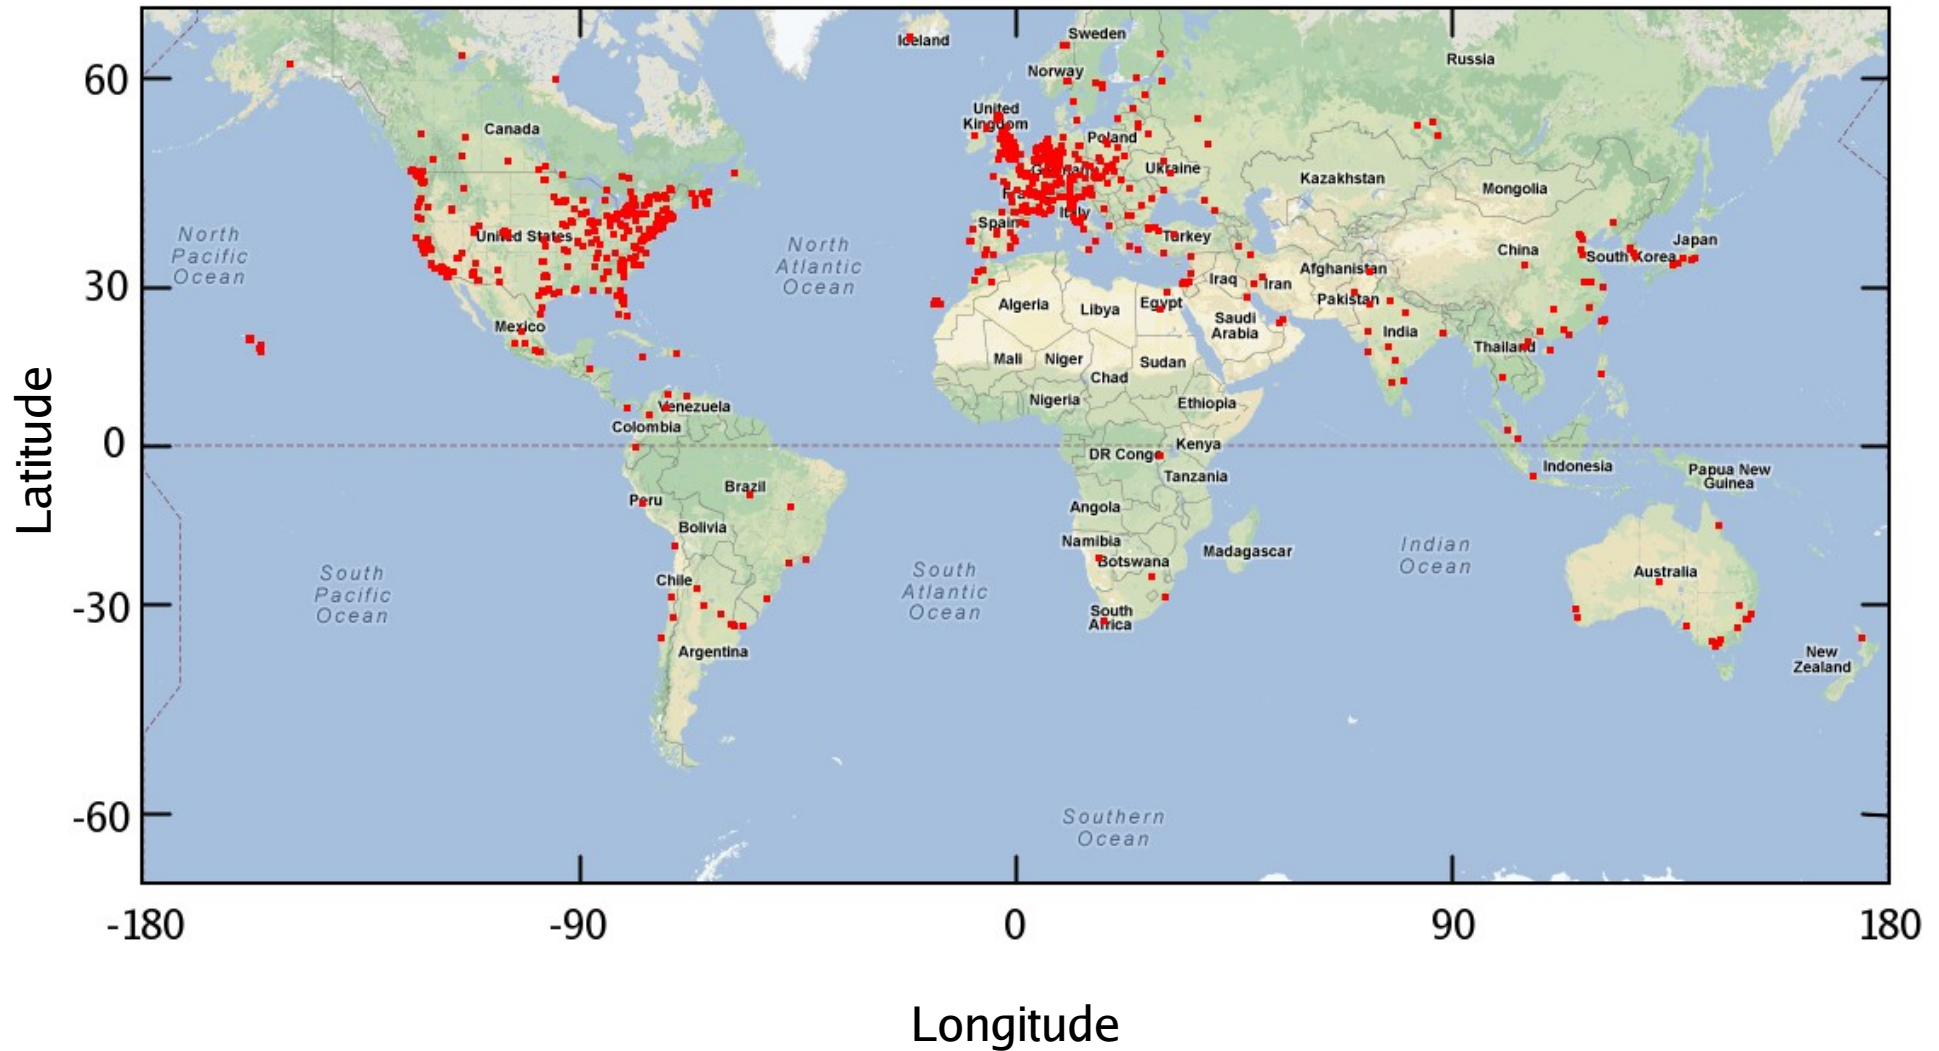 Iceland
Sweden
Norway
Russia
60
United
Kingdom
Canada
Poland
Ukraine
Germany
Kazakhstan
Mongolia
France
Italy
Spain
United States
Turkey
North
Pacific
Ocean
North
Atlantic
Ocean
China
Japan
South Korea
30
Afghanistan
Iraq
Iran
Pakistan
Algeria
Libya
Egypt
Saudi
Arabia
India
Mexico
Thailand
Mali
Niger
Sudan
Chad
Nigeria
Ethiopia
Venezuela
Colombia
Latitude
0
Kenya
DR Congo
Tanzania
Indonesia
Papua New
Guinea
Brazil
Peru
Angola
Bolivia
Namibia
Botswana
Madagascar
Indian
Ocean
Australia
South
Pacific
Ocean
Chile
South
Atlantic
Ocean
-30
South
Africa
Argentina
New
Zealand
-60
Southern
Ocean
-180
-90
0
90
180
Longitude